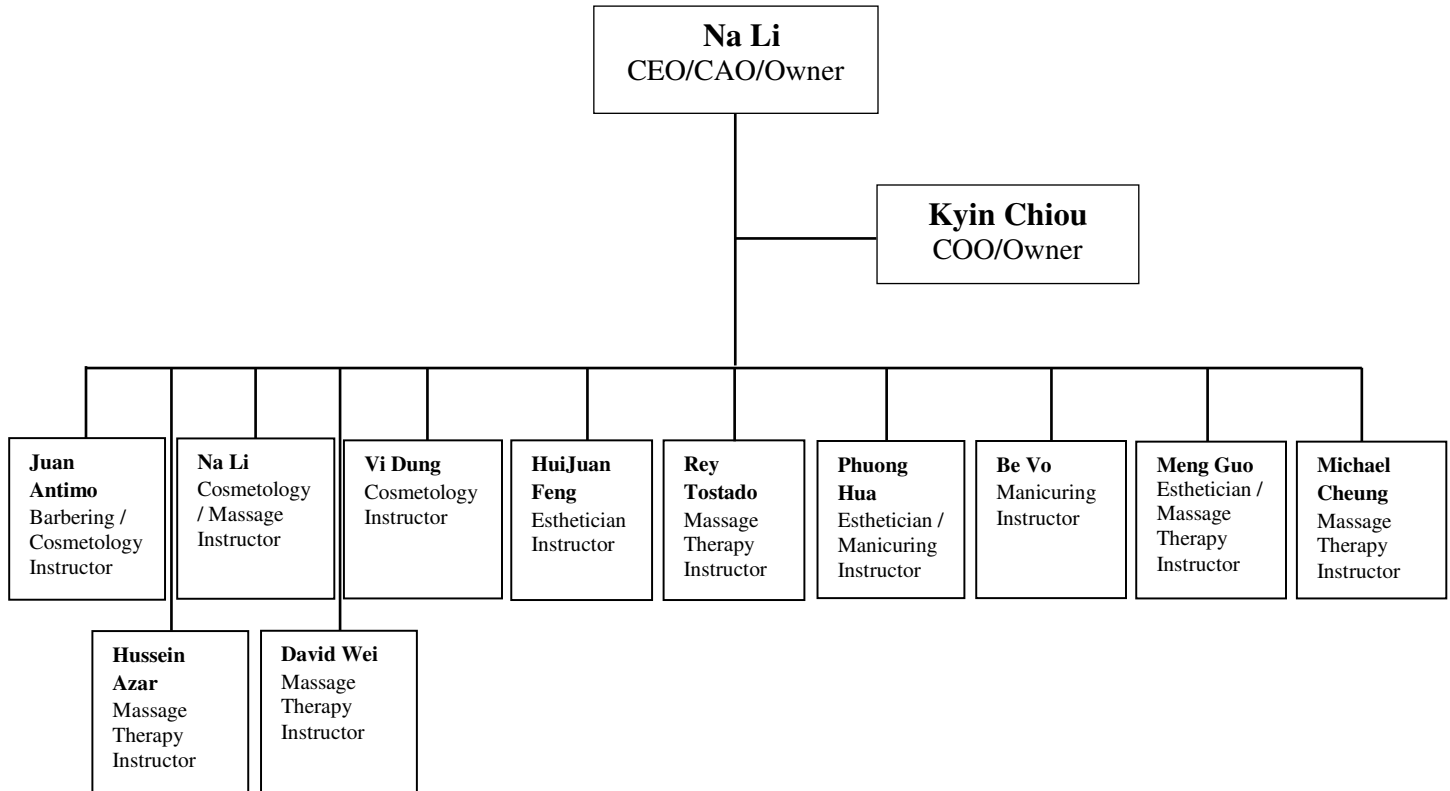 Na Li
CEO/CAO/Owner
Kyin Chiou
COO/Owner
Juan
Antimo
Barbering /
Cosmetology
Instructor
Na Li
Cosmetology
/ Massage
Instructor
Vi Dung
Cosmetology
Instructor
HuiJuan
Feng
Esthetician
Instructor
Rey
Tostado
Massage
Therapy
Instructor
Phuong
Hua
Esthetician /
Manicuring
Instructor
Be Vo
Manicuring
Instructor
Meng Guo
Esthetician /
Massage
Therapy
Instructor
Michael
Cheung
Massage
Therapy
Instructor
Hussein
Azar
Massage
Therapy
Instructor
David Wei
Massage
Therapy
Instructor